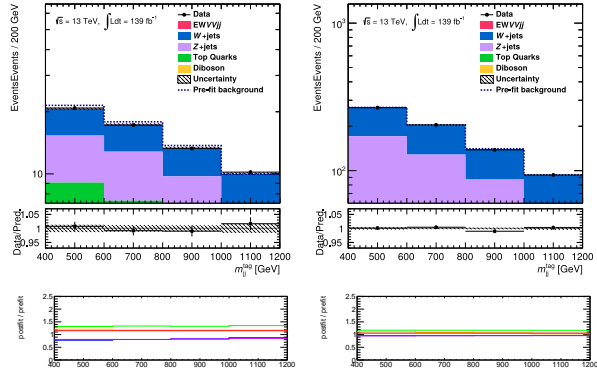 √s = 13 TeV, ∫Ldt = 139 fb⁻¹
Data
EWVVjj
W+jets
Z+jets
Top Quarks
Diboson
Uncertainty
Pre-fit background
EventsEvents / 200 GeV
10
Data/Pred.
1.05
1
0.95
400 500 600 700 800 900 1000 1100 1200
m_jj^tag [GeV]
postfit / prefit
2.5
2
1.5
1
0.5
0
400 500 600 700 800 900 1000 1100 1200
√s = 13 TeV, ∫Ldt = 139 fb⁻¹
Data
EWVVjj
W+jets
Z+jets
Top Quarks
Diboson
Uncertainty
Pre-fit background
EventsEvents / 200 GeV
10³
10²
Data/Pred.
1.05
1
0.95
400 500 600 700 800 900 1000 1100 1200
m_jj^tag [GeV]
postfit / prefit
2.5
2
1.5
1
0.5
0
400 500 600 700 800 900 1000 1100 1200